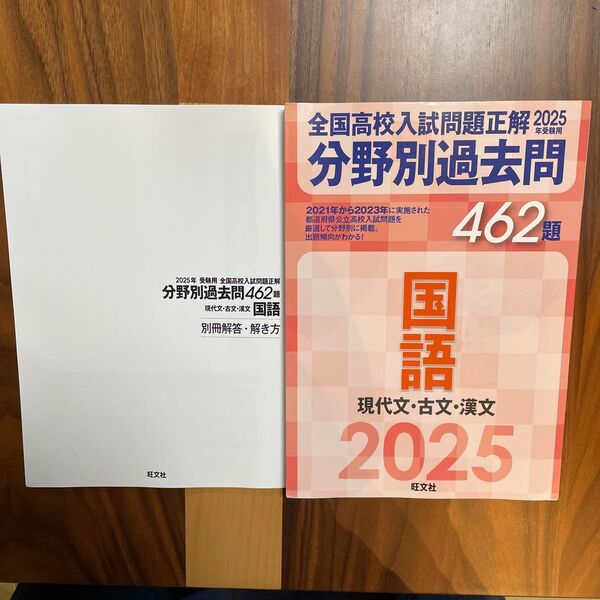 2025年 受験用 全国高校入試問題正解
分野別過去問462題
現代文・古文・漢文 国語
別冊解答・解き方
旺文社
全国高校入試問題正解 2025年受験用
分野別過去問
462題
2021年から2023年に実施された
都道府県公立高校入試問題を
厳選して分野別に掲載。
出題傾向がわかる!
国語
現代文・古文・漢文
2025
旺文社